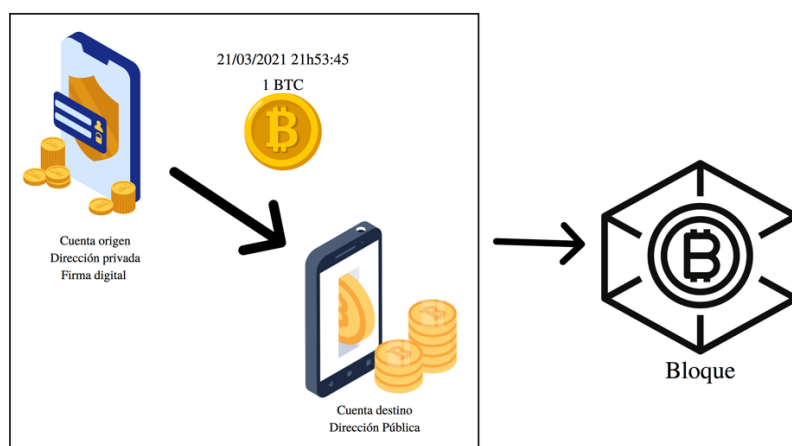 21/03/2021 21h53:45
1 BTC
Cuenta origen
Dirección privada
Firma digital
Cuenta destino
Dirección Pública
Bloque